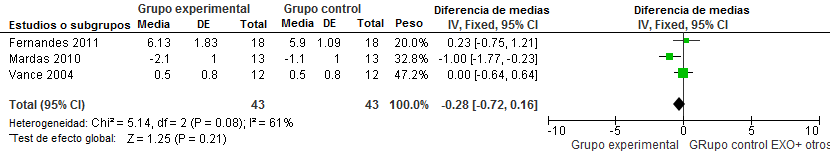 Grupo experimental Grupo control Diferencia de medias Diferencia de medias
Estudios o subgrupos Media DE Total Media DE Total Peso IV, Fixed, 95% CI IV, Fixed, 95% CI
Fernandes 2011 6.13 1.83 18 5.9 1.09 18 20.0% 0.23 [-0.75, 1.21]
Mardas 2010 -2.1 1 13 -1.1 1 13 32.8% -1.00 [-1.77, -0.23]
Vance 2004 0.5 0.8 12 0.5 0.8 12 47.2% 0.00 [-0.64, 0.64]
Total (95% CI) 43 43 100.0% -0.28 [-0.72, 0.16]
Heterogeneidad: Chi² = 5.14, df = 2 (P = 0.08); I² = 61%
Test de efecto global: Z = 1.25 (P = 0.21)
-10 -5 0 5 10
Grupo experimental GRupo control EXO+ otros